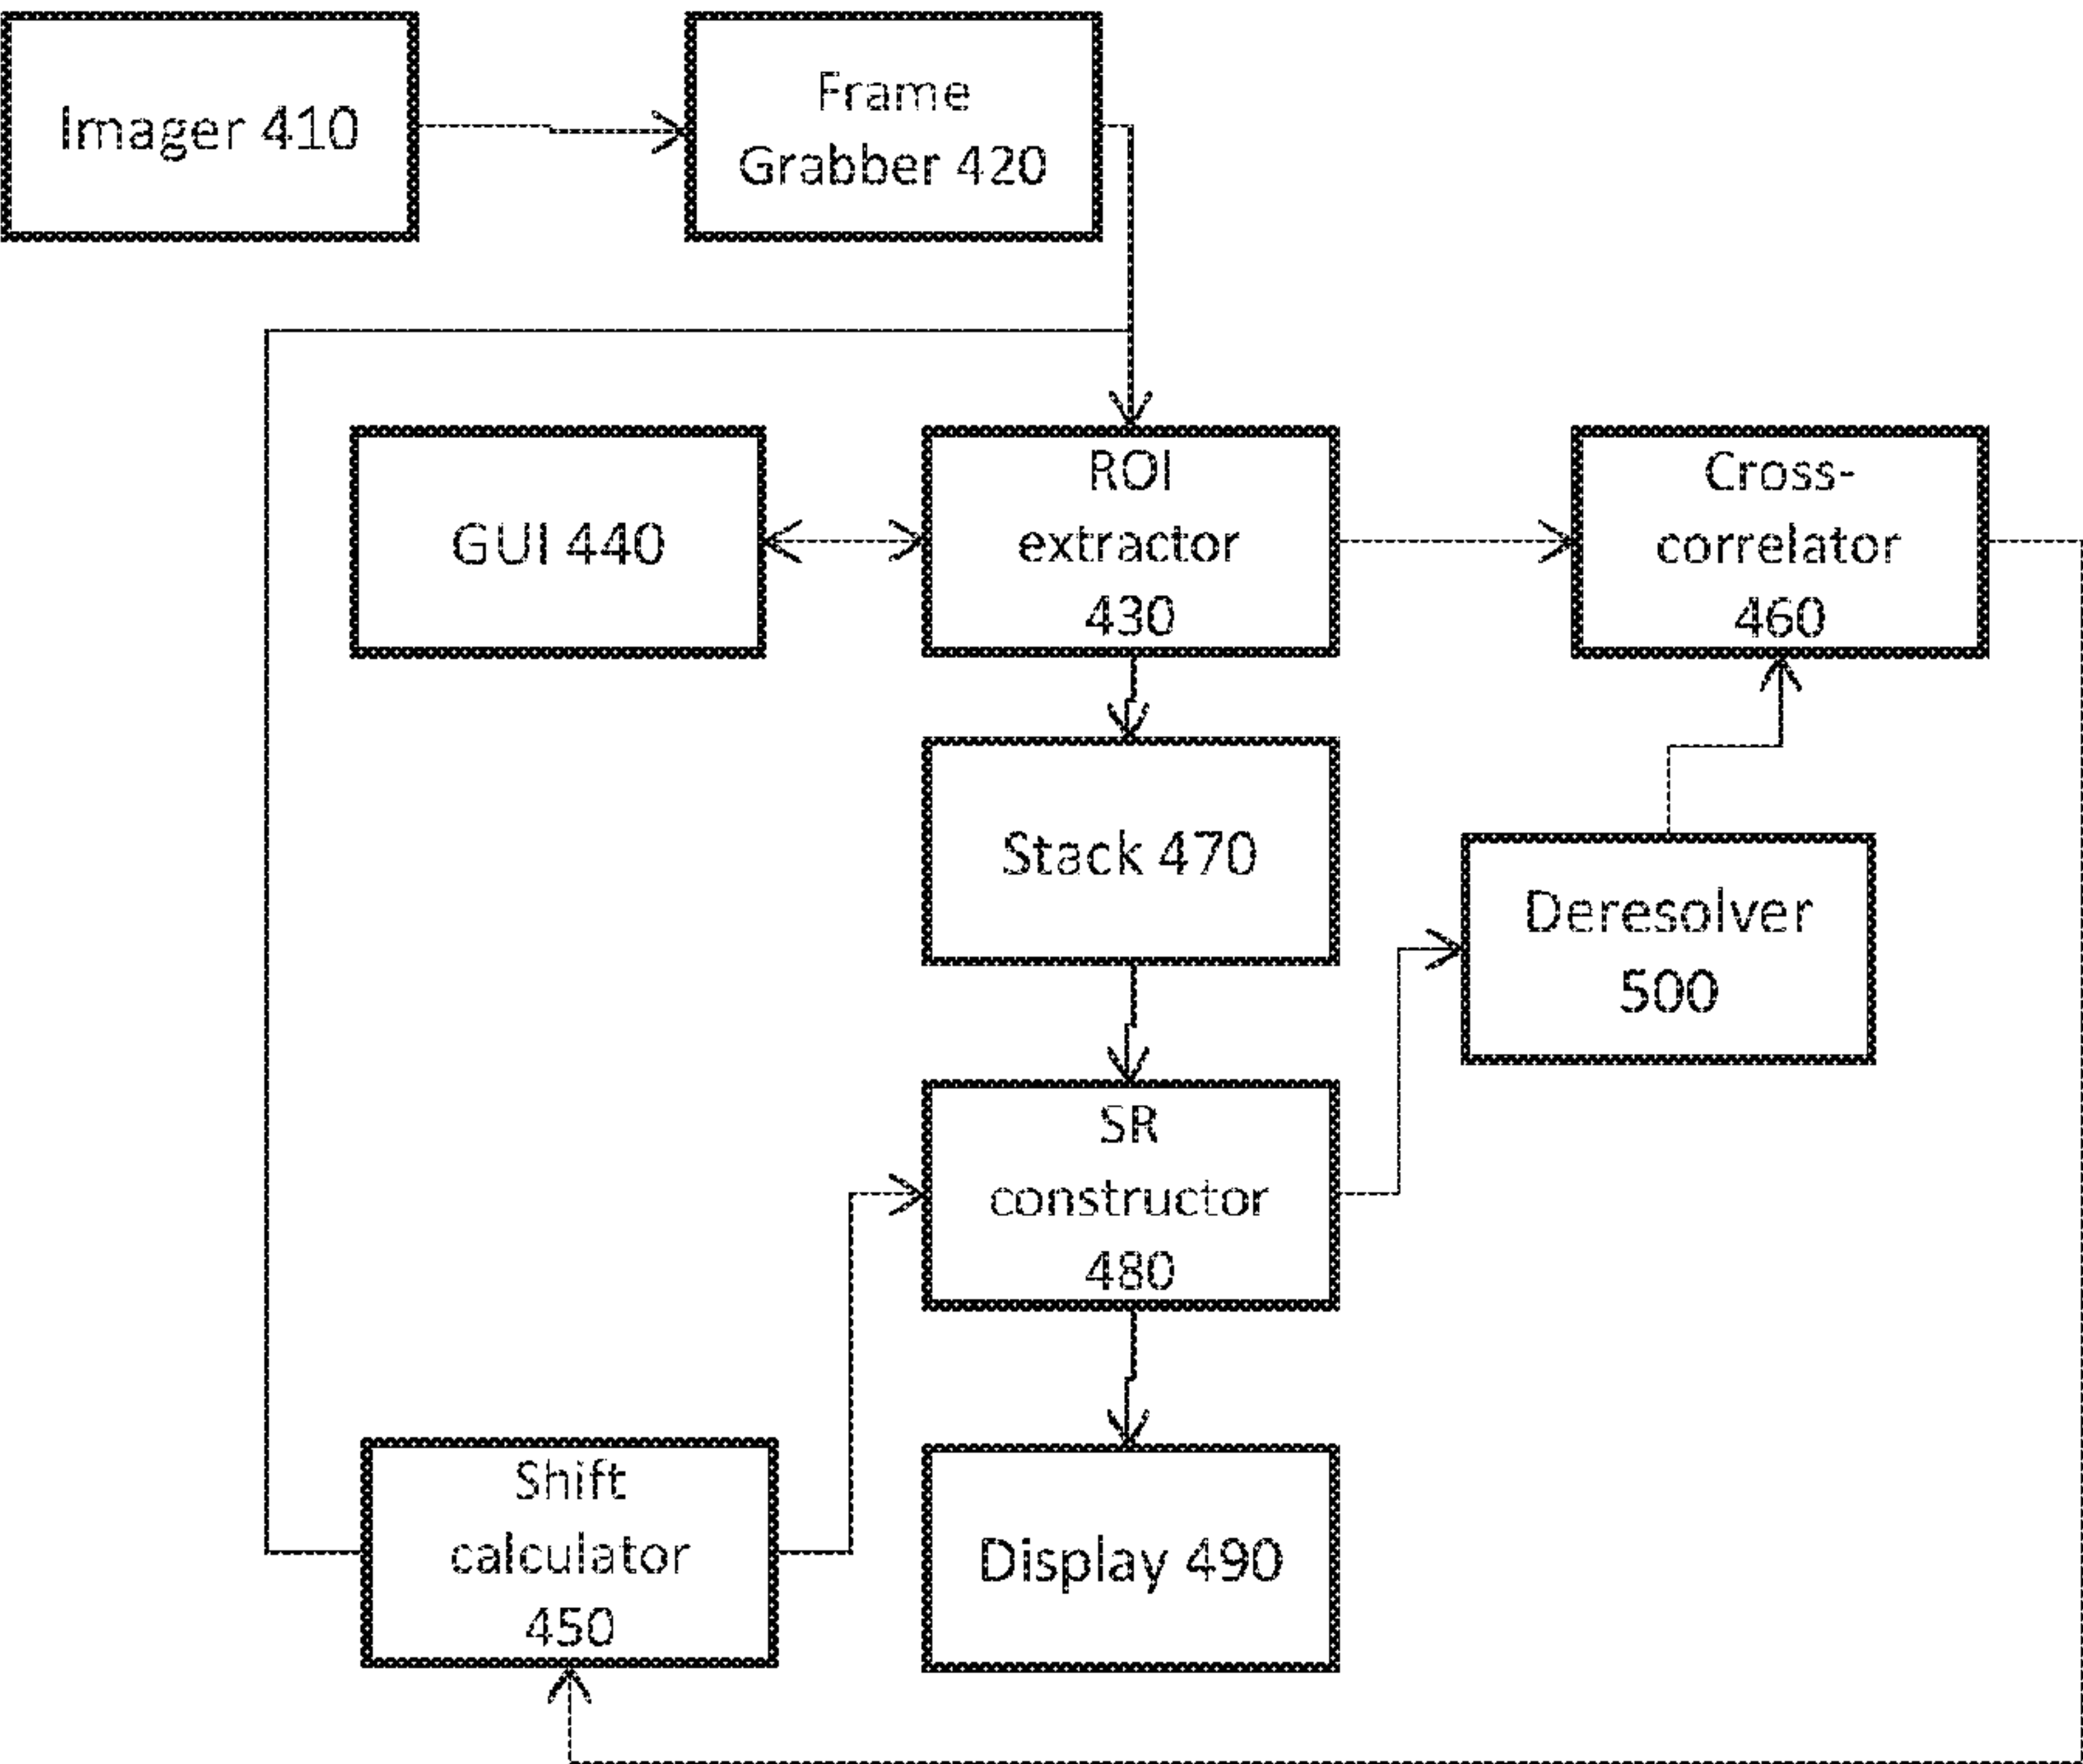 Imager 410
Frame
Grabber 420
GUI 440
ROI
extractor
430
Cross-
correlator
460
Stack 470
Deresolver
500
SR
constructor
480
Shift
calculator
450
Display 490